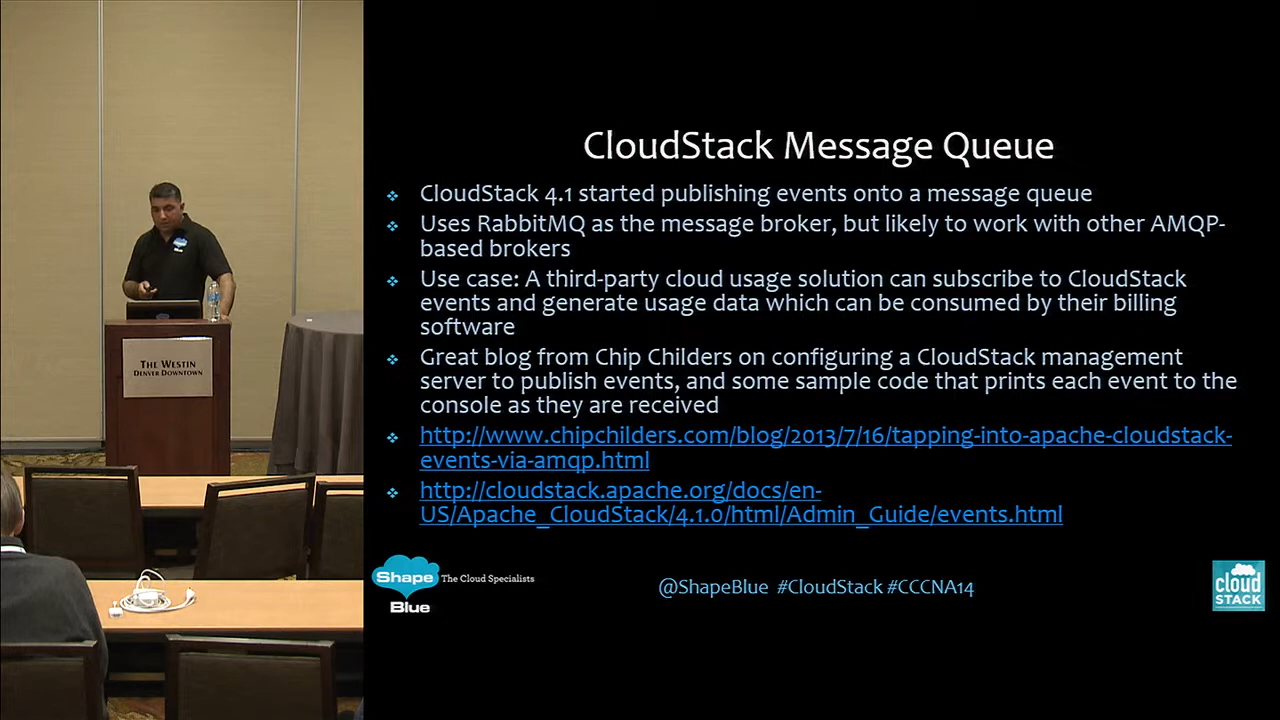 CloudStack Message Queue
CloudStack 4.1 started publishing events onto a message queue
Uses RabbitMQ as the message broker, but likely to work with other AMQP-
based brokers
Use case: A third-party cloud usage solution can subscribe to CloudStack
events and generate usage data which can be consumed by their billing
software
Great blog from Chip Childers on configuring a CloudStack management
server to publish events, and some sample code that prints each event to the
console as they are received
http://www.chipchilders.com/blog/2013/7/16/tapping-into-apache-cloudstack-
events-via-amqp.html
http://cloudstack.apache.org/docs/en-
US/Apache_CloudStack/4.1.0/html/Admin_Guide/events.html
Shape
Blue
The Cloud Specialists
@ShapeBlue #CloudStack #CCCNA14
cloud
STACK
THE WESTIN
DENVER DOWNTOWN
Blue